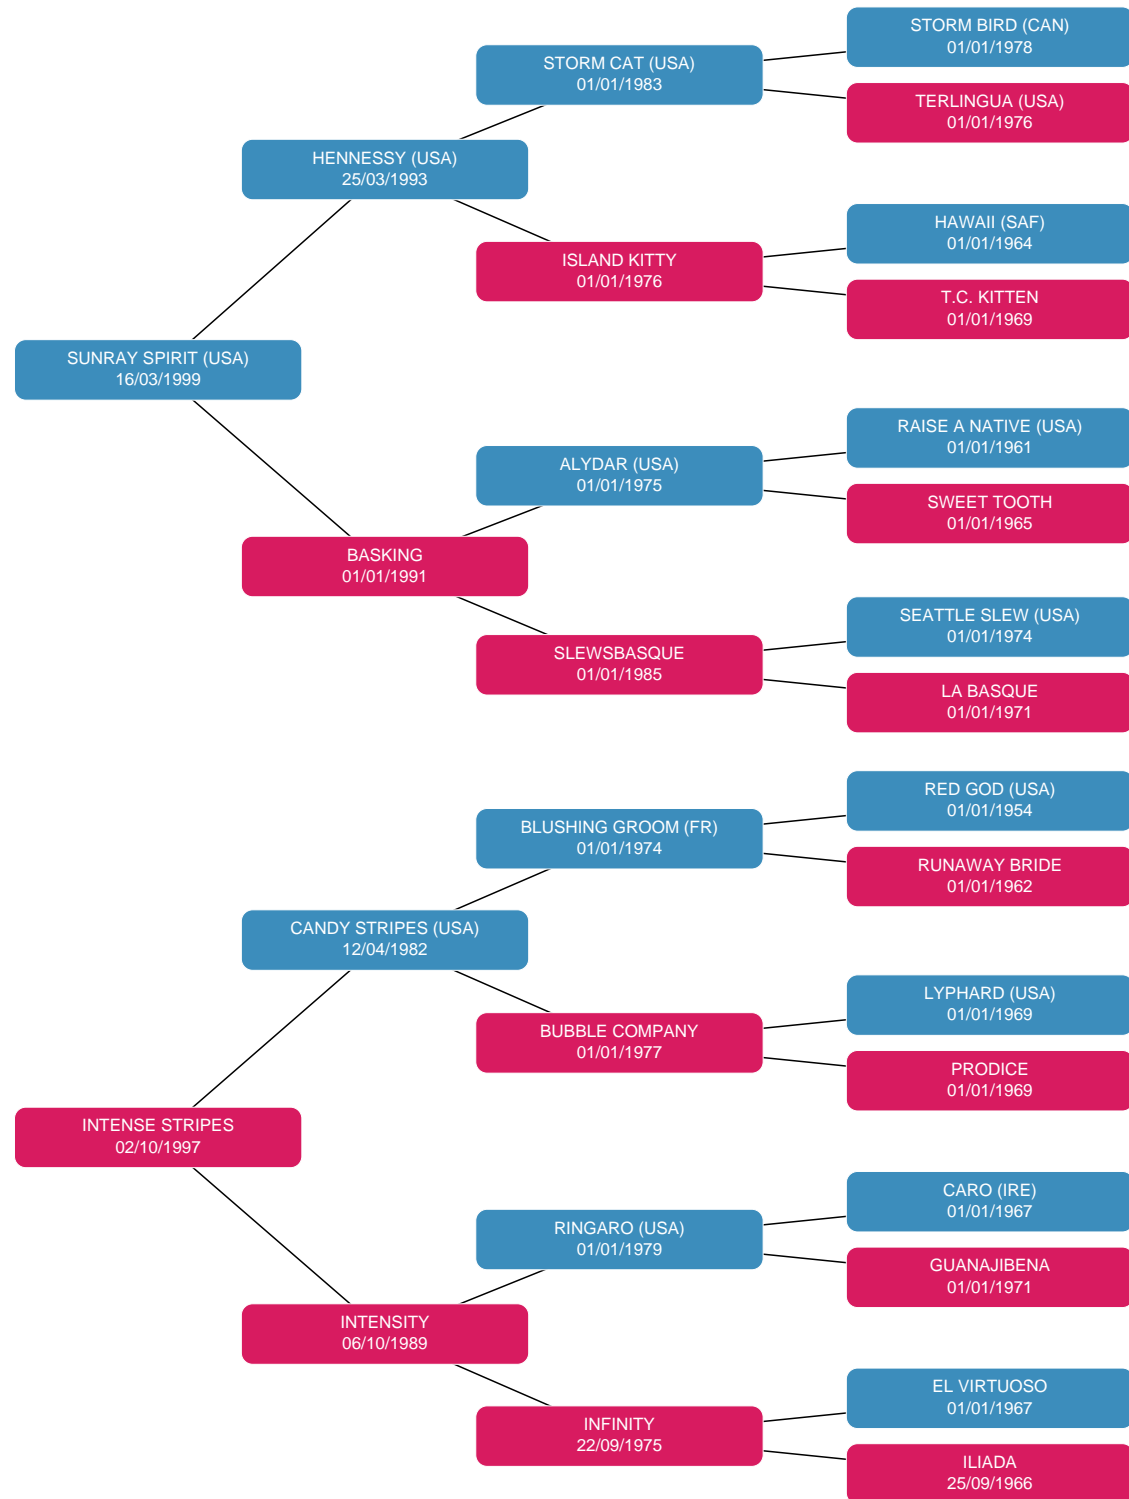 STORM BIRD (CAN)
01/01/1978
STORM CAT (USA)
01/01/1983
TERLINGUA (USA)
01/01/1976
HENNESSY (USA)
25/03/1993
HAWAII (SAF)
01/01/1964
ISLAND KITTY
01/01/1976
T.C. KITTEN
01/01/1969
SUNRAY SPIRIT (USA)
16/03/1999
RAISE A NATIVE (USA)
01/01/1961
ALYDAR (USA)
01/01/1975
SWEET TOOTH
01/01/1965
BASKING
01/01/1991
SEATTLE SLEW (USA)
01/01/1974
SLEWSBASQUE
01/01/1985
LA BASQUE
01/01/1971
RED GOD (USA)
01/01/1954
BLUSHING GROOM (FR)
01/01/1974
RUNAWAY BRIDE
01/01/1962
CANDY STRIPES (USA)
12/04/1982
LYPHARD (USA)
01/01/1969
BUBBLE COMPANY
01/01/1977
PRODICE
01/01/1969
INTENSE STRIPES
02/10/1997
CARO (IRE)
01/01/1967
RINGARO (USA)
01/01/1979
GUANAJIBENA
01/01/1971
INTENSITY
06/10/1989
EL VIRTUOSO
01/01/1967
INFINITY
22/09/1975
ILIADA
25/09/1966